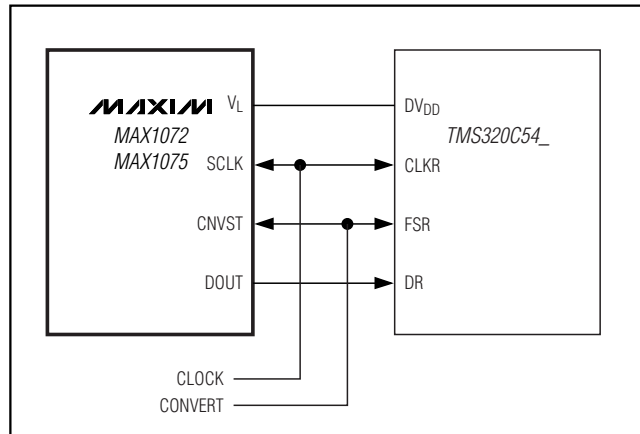 MAXIM VL DVDD
MAX1072 TMS320C54_
MAX1075 SCLK CLKR
CNVST FSR
DOUT DR
CLOCK
CONVERT